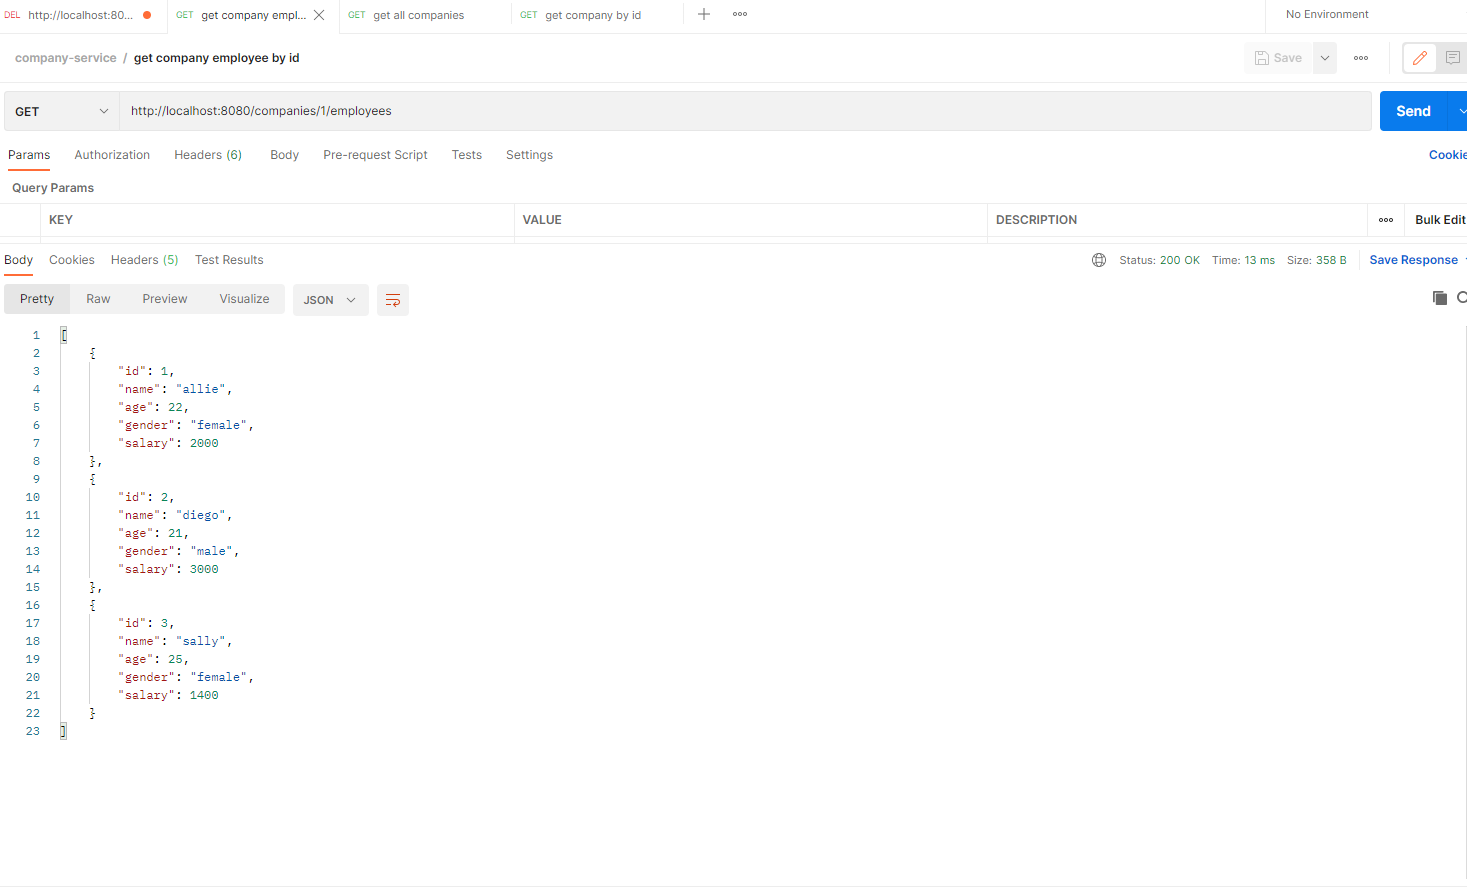 DEL http://localhost:80... GET get company empl... GET get all companies GET get company by id No Environment
company-service / get company employee by id Save
GET http://localhost:8080/companies/1/employees Send
Params Authorization Headers (6) Body Pre-request Script Tests Settings Cookie
Query Params
KEY VALUE DESCRIPTION Bulk Edit
Body Cookies Headers (5) Test Results Status: 200 OK Time: 13 ms Size: 358 B Save Response
Pretty Raw Preview Visualize JSON
1 [
2 {
3 "id": 1,
4 "name": "allie",
5 "age": 22,
6 "gender": "female",
7 "salary": 2000
8 },
9 {
10 "id": 2,
11 "name": "diego",
12 "age": 21,
13 "gender": "male",
14 "salary": 3000
15 },
16 {
17 "id": 3,
18 "name": "sally",
19 "age": 25,
20 "gender": "female",
21 "salary": 1400
22 }
23 ]